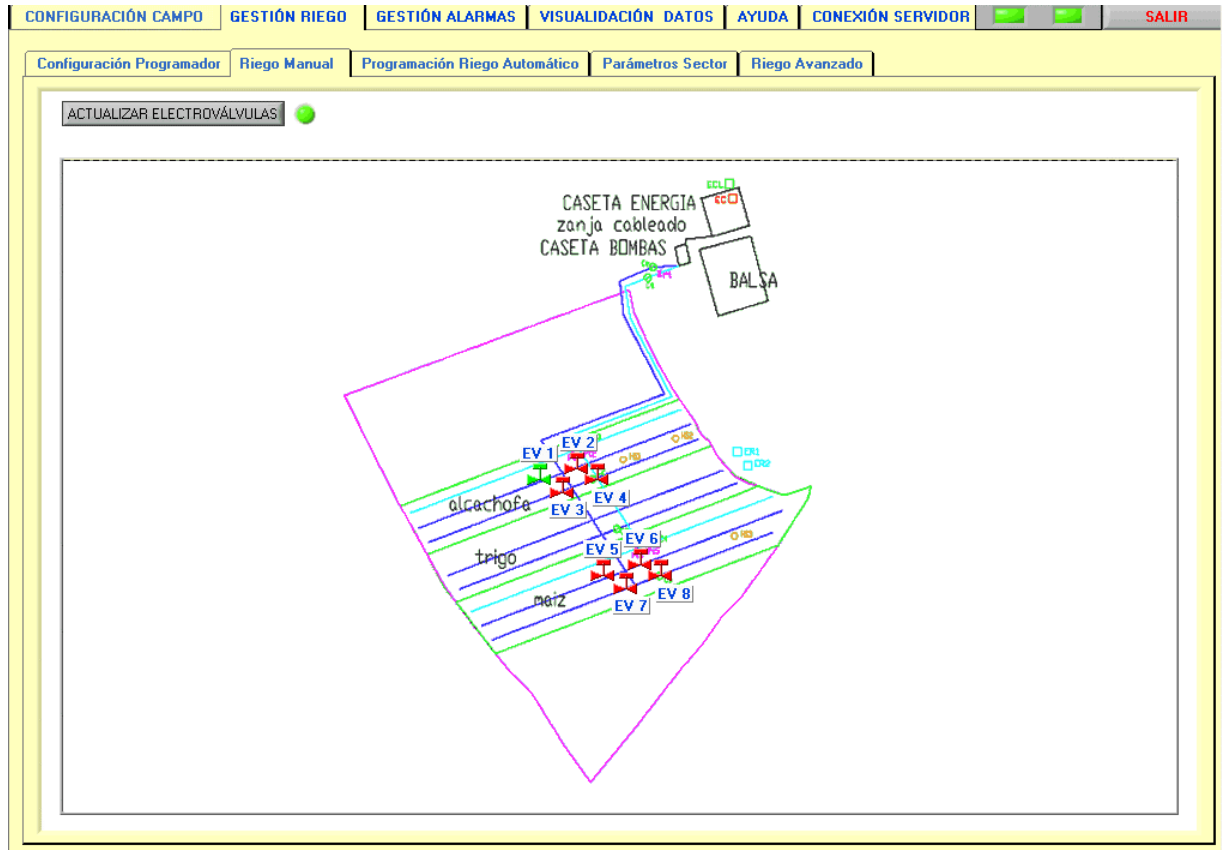 CONFIGURACIÓN CAMPO GESTIÓN RIEGO GESTIÓN ALARMAS VISUALIDACIÓN DATOS AYUDA CONEXIÓN SERVIDOR SALIR
Configuración Programador Riego Manual Programación Riego Automático Parámetros Sector Riego Avanzado
ACTUALIZAR ELECTROVÁLVULAS
ECL
CASETA ENERGIA EC
zanja cableado
CASETA BOMBAS
BALSA
EV 1 EV 2
EV 3 EV 4
alcachofa
trigo
EV 5 EV 6
maiz
EV 7 EV 8